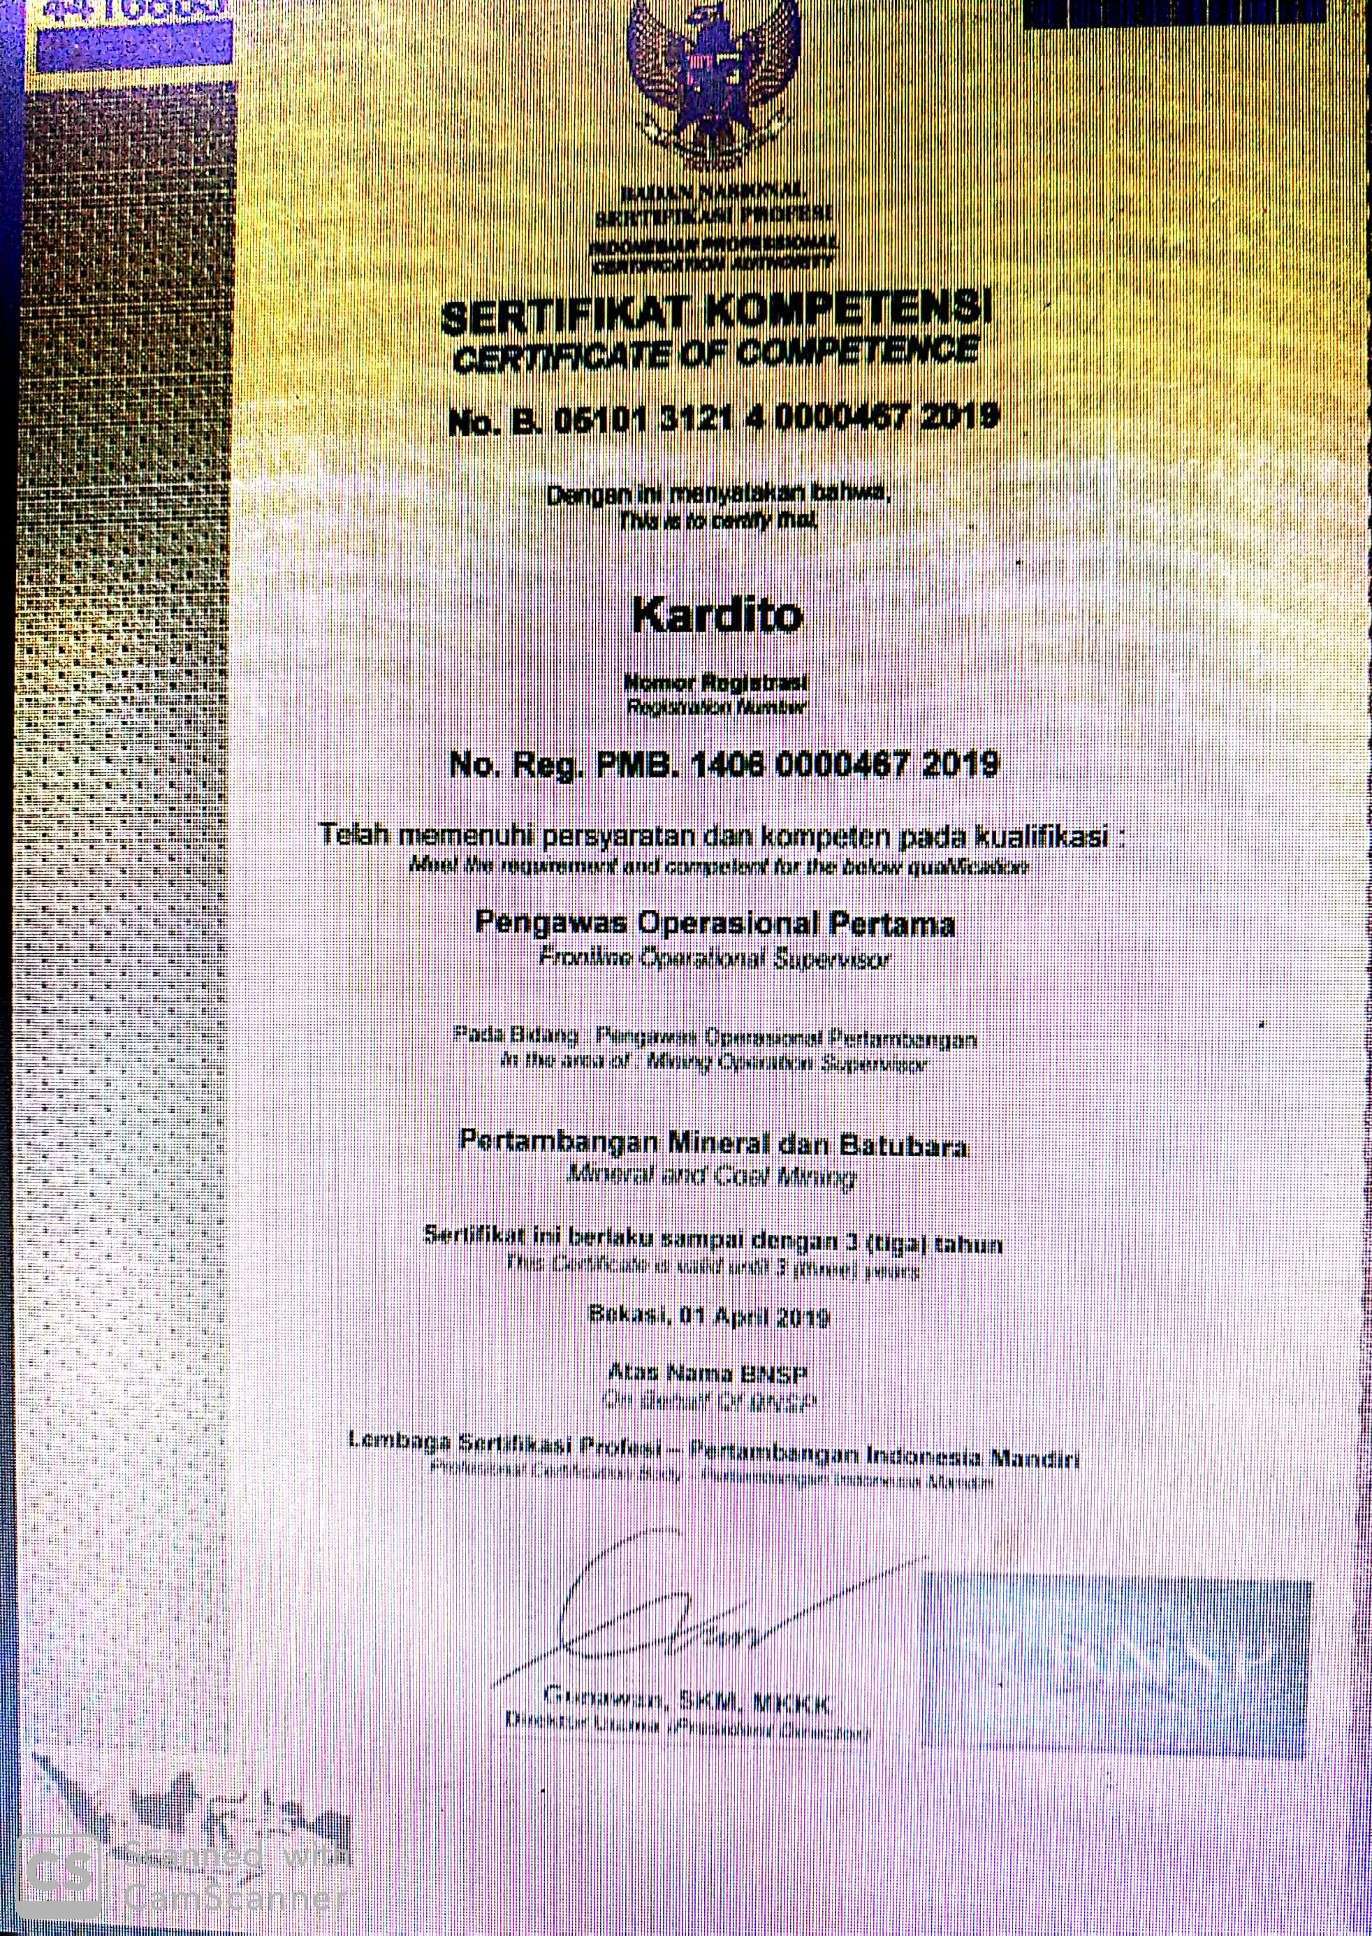 BADAN NASIONAL
SERTIFIKASI PROFESI
INDONESIAN PROFESSIONAL
CERTIFICATION AUTHORITY
SERTIFIKAT KOMPETENSI
CERTIFICATE OF COMPETENCE
No. B. 05101 3121 4 0000467 2019
Dengan ini menyatakan bahwa,
This is to certify that,
Kardito
Nomor Registrasi
Registration Number
No. Reg. PMB. 1406 0000467 2019
Telah memenuhi persyaratan dan kompeten pada kualifikasi :
Meet the requirement and competent for the below qualification
Pengawas Operasional Pertama
Frontline Operational Supervisor
Pada Bidang : Pengawas Operasional Pertambangan
In the area of : Mining Operation Supervisor
Pertambangan Mineral dan Batubara
Mineral and Coal Mining
Sertifikat ini berlaku sampai dengan 3 (tiga) tahun
This Certificate is valid until 3 (three) years
Bekasi, 01 April 2019
Atas Nama BNSP
On Behalf Of BNSP
Lembaga Sertifikasi Profesi – Pertambangan Indonesia Mandiri
Professional Certification Body : Pertambangan Indonesia Mandiri
Gunawan, SKM, MKKK
Direktur Utama (President Director)
CS Scanned with
CamScanner